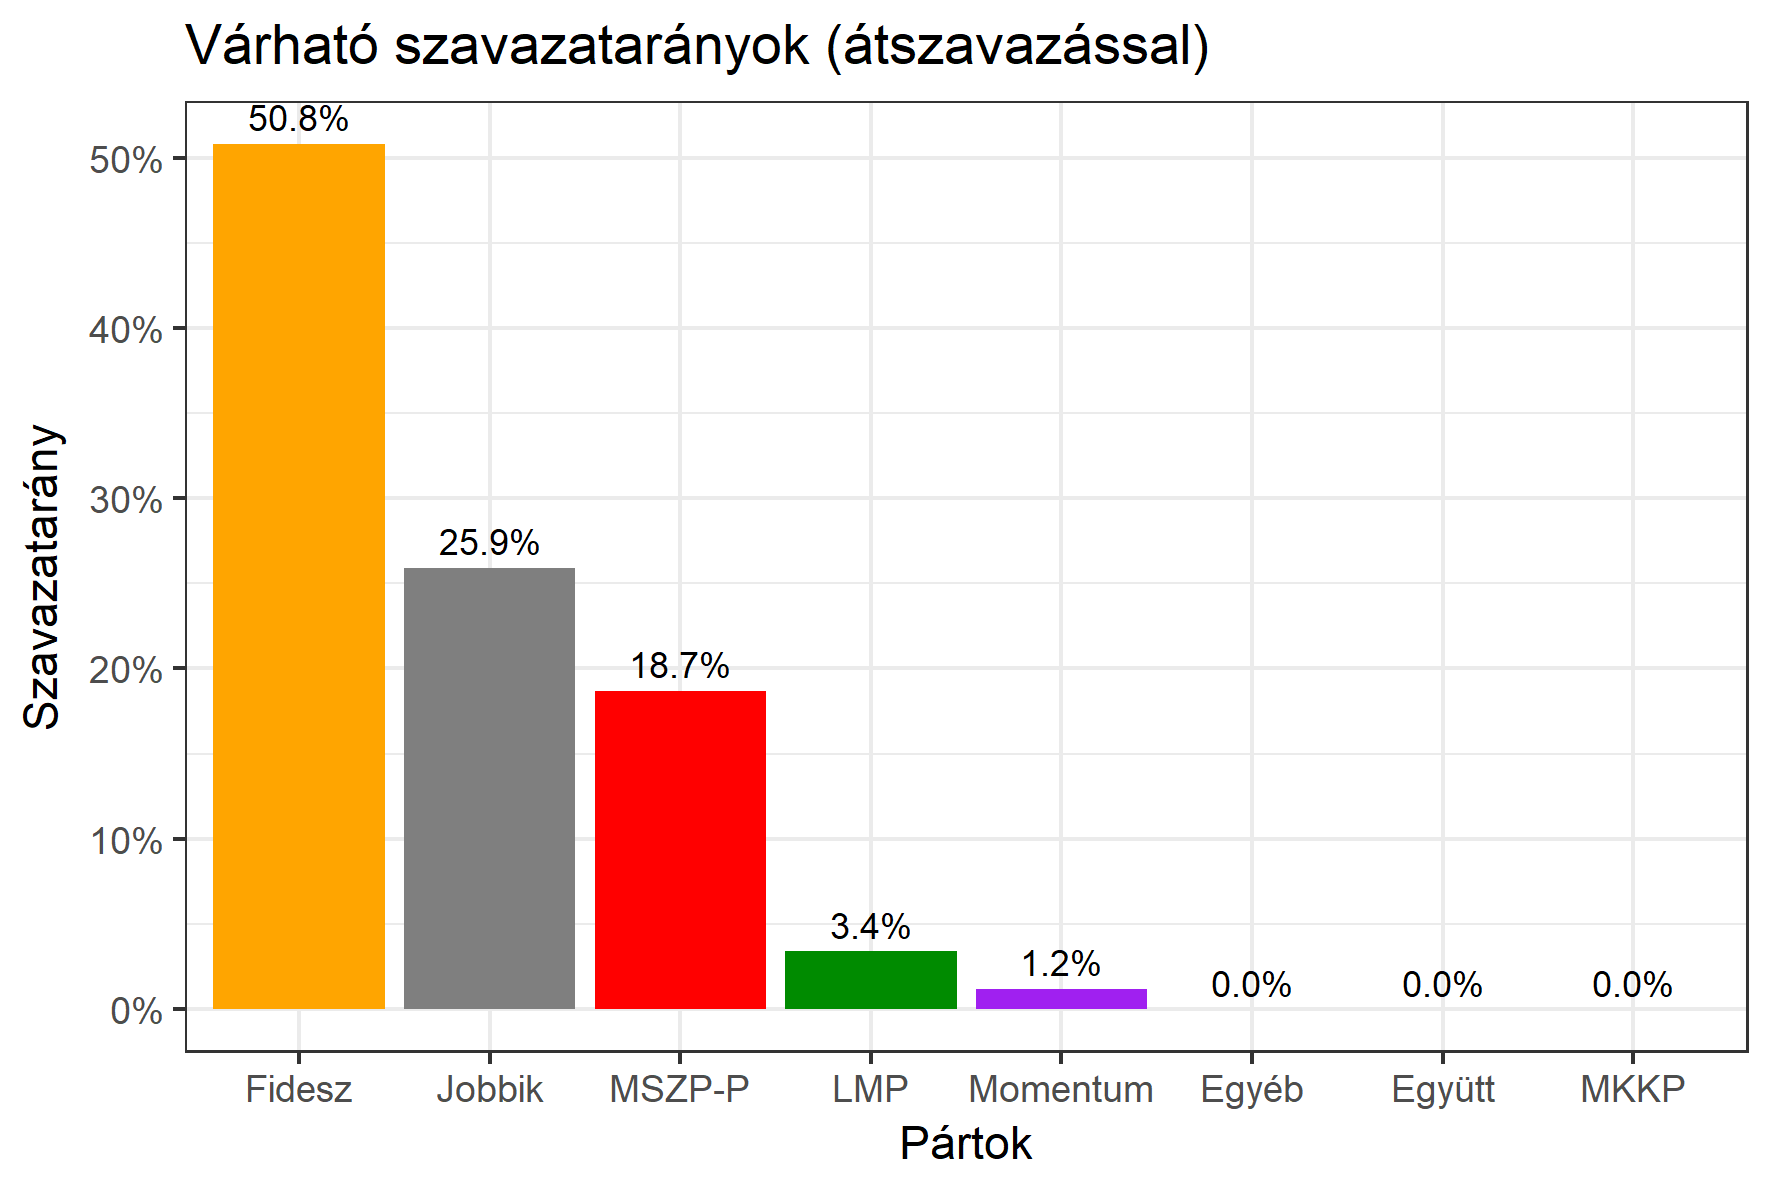 Várható szavazatarányok (átszavazással)
50.8%
25.9%
18.7%
3.4%
1.2%
0.0%
0.0%
0.0%
50%
40%
30%
20%
10%
0%
Szavazatarány
Fidesz
Jobbik
MSZP-P
LMP
Momentum
Egyéb
Együtt
MKKP
Pártok